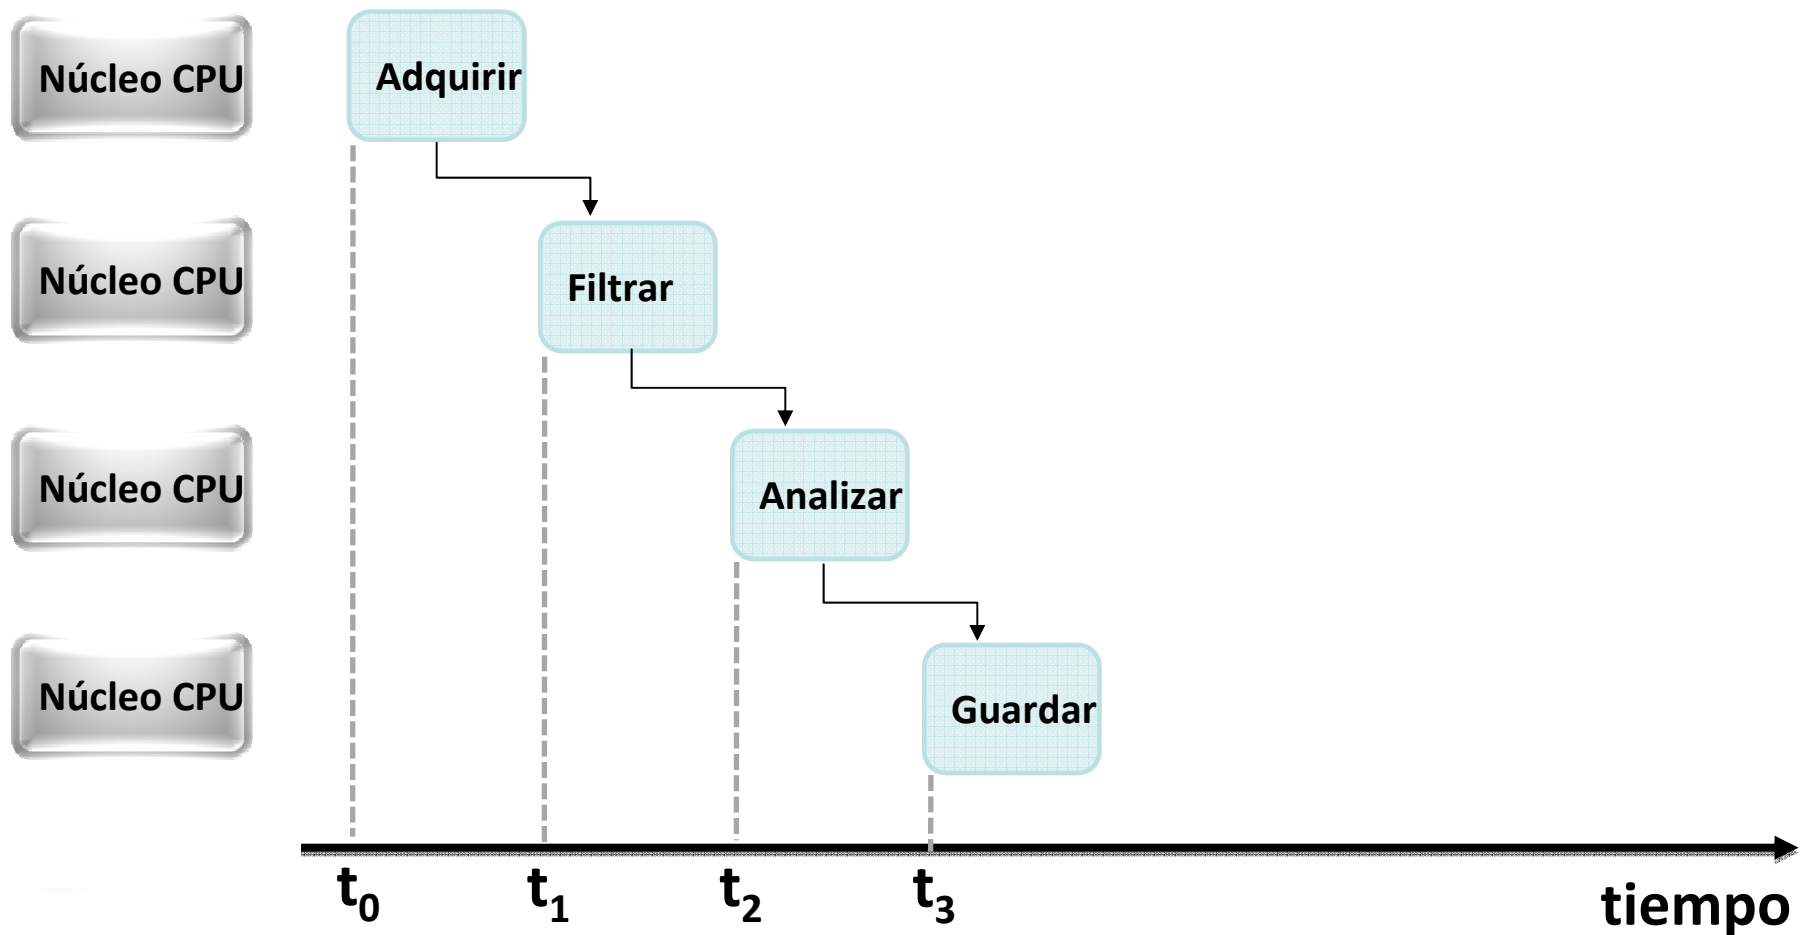 Núcleo CPU
Adquirir
Núcleo CPU
Filtrar
Núcleo CPU
Analizar
Núcleo CPU
Guardar
t0
t1
t2
t3
tiempo